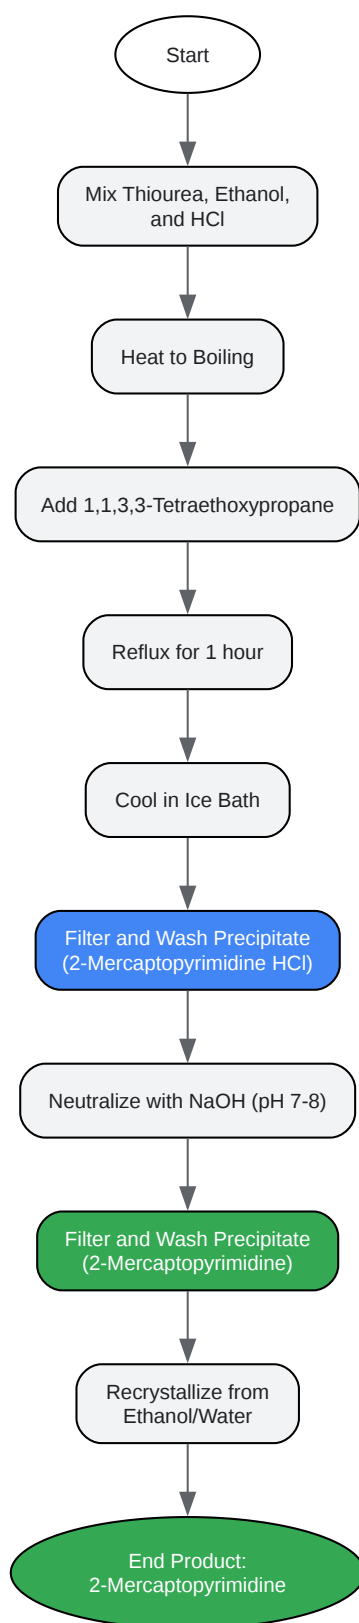 Start
Mix Thiourea, Ethanol,
and HCl
Heat to Boiling
Add 1,1,3,3-Tetraethoxypropane
Reflux for 1 hour
Cool in Ice Bath
Filter and Wash Precipitate
(2-Mercaptopyrimidine HCl)
Neutralize with NaOH (pH 7-8)
Filter and Wash Precipitate
(2-Mercaptopyrimidine)
Recrystallize from
Ethanol/Water
End Product:
2-Mercaptopyrimidine